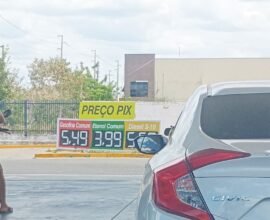 PREÇO PIX
Gasolina Comum Etanol Comum Diesel S-10
5,49 3,99
CIVIC